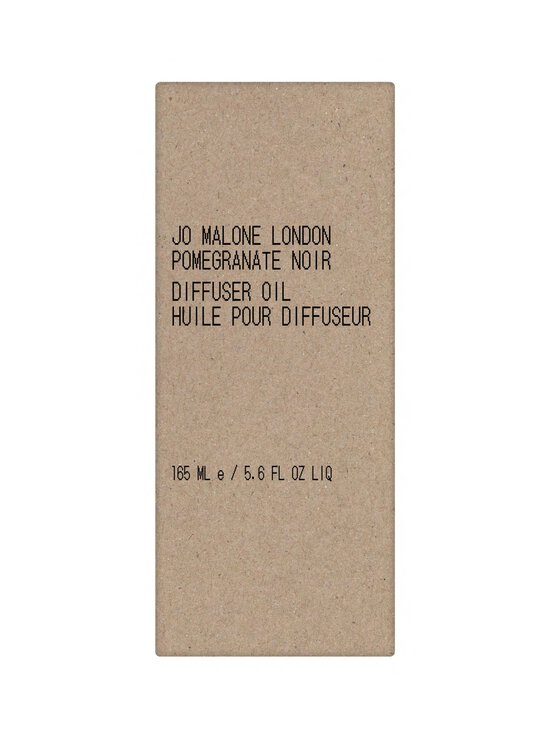 JO MALONE LONDON
POMEGRANATE NOIR
DIFFUSER OIL
HUILE POUR DIFFUSEUR
165 ML e / 5.6 FL OZ LIQ